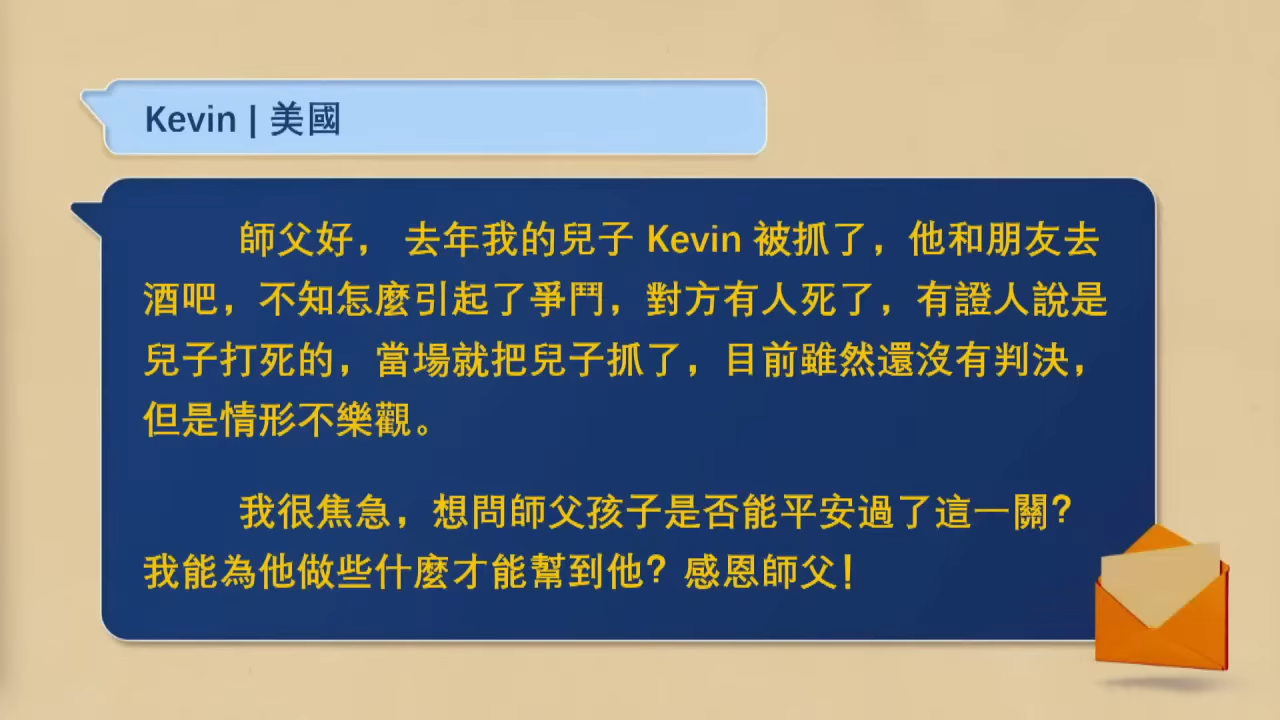 Kevin | 美國
師父好， 去年我的兒子 Kevin 被抓了，他和朋友去
酒吧，不知怎麼引起了爭鬥，對方有人死了，有證人說是
兒子打死的，當場就把兒子抓了，目前雖然還沒有判決，
但是情形不樂觀。
我很焦急，想問師父孩子是否能平安過了這一關？
我能為他做些什麼才能幫到他？感恩師父！